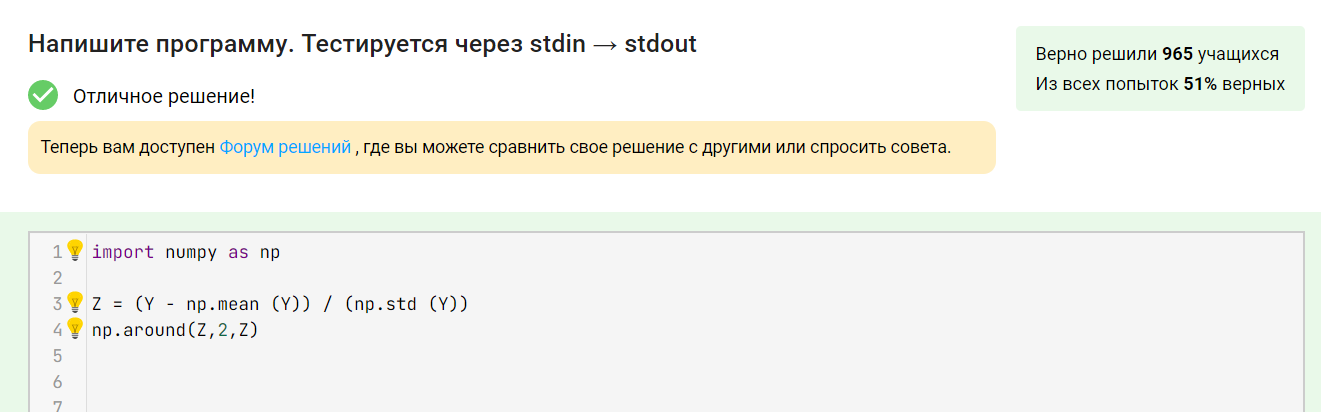 Напишите программу. Тестируется через stdin → stdout
Верно решили 965 учащихся
Из всех попыток 51% верных
Отличное решение!
Теперь вам доступен Форум решений , где вы можете сравнить свое решение с другими или спросить совета.
1 import numpy as np
2
3 Z = (Y - np.mean (Y)) / (np.std (Y))
4 np.around(Z,2,Z)
5
6
7